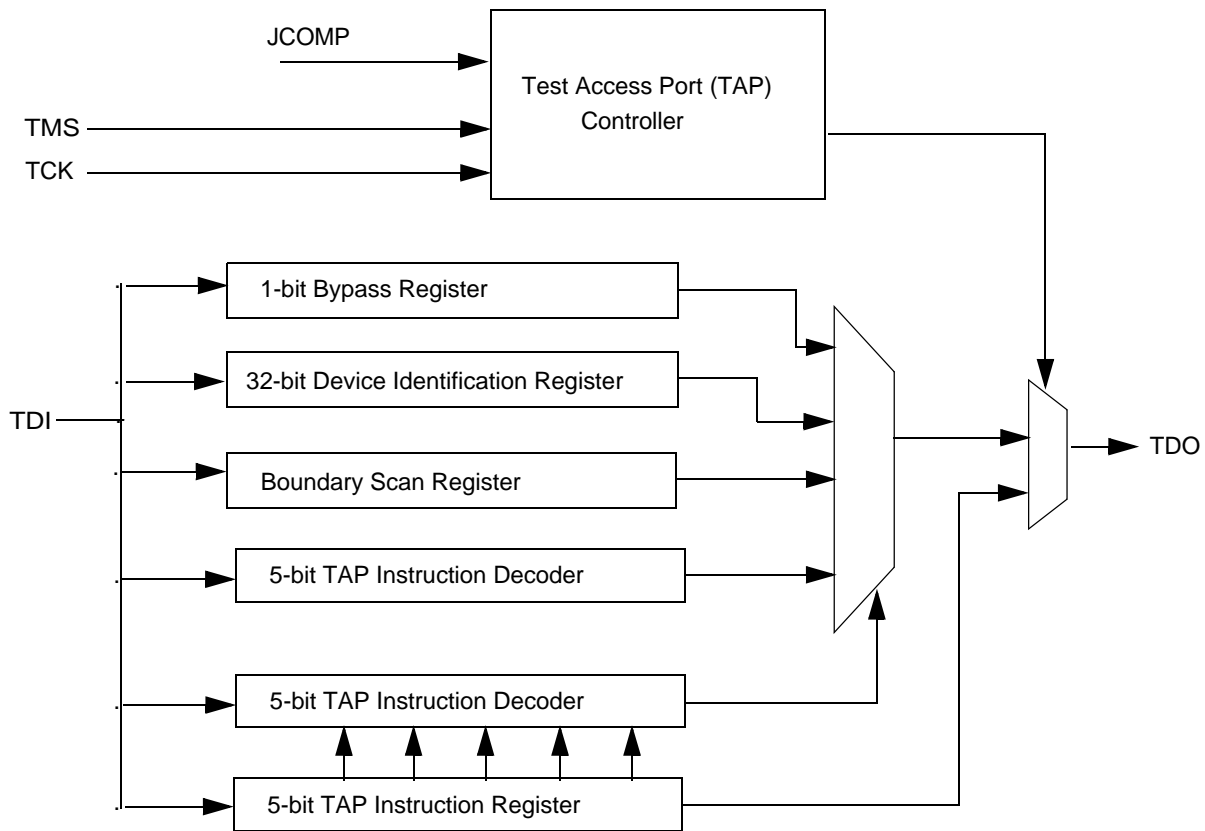 JCOMP
Test Access Port (TAP)
Controller
TMS
TCK
1-bit Bypass Register
32-bit Device Identification Register
TDI
TDO
Boundary Scan Register
5-bit TAP Instruction Decoder
5-bit TAP Instruction Decoder
5-bit TAP Instruction Register